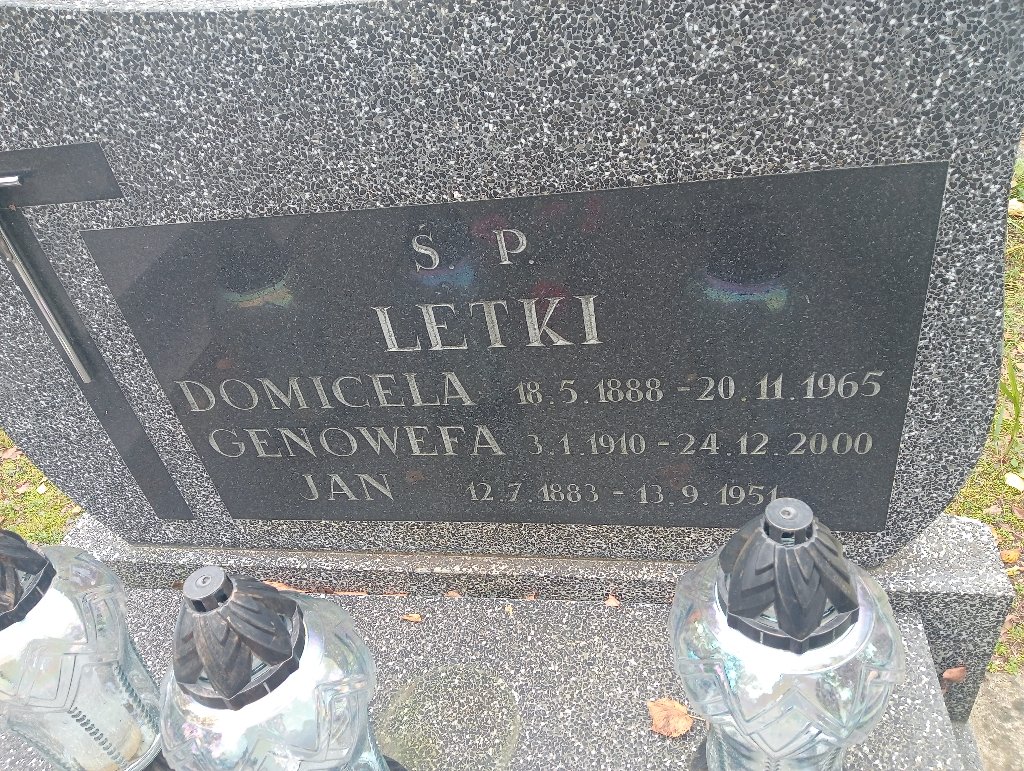 Ś. P.
LETKI
DOMICELA 18.5.1888 - 20.11.1965
GENOWEFA 3.1.1910 - 24.12.2000
JAN 12.7.1883 - 13.9.1951